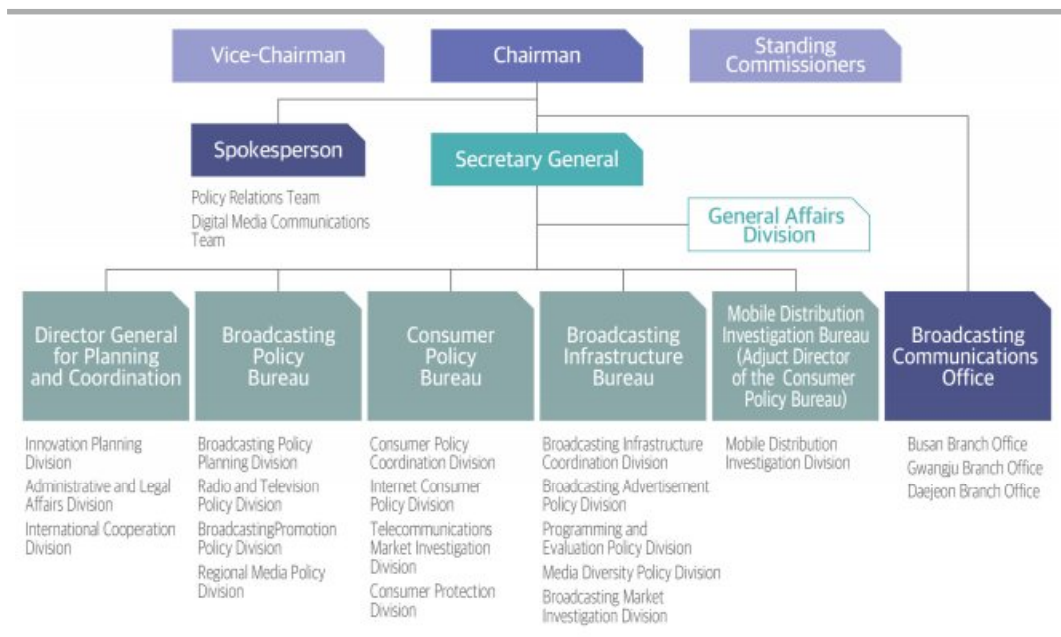 Vice-Chairman
Chairman
Standing
Commissioners
Spokesperson
Policy Relations Team
Digital Media Communications
Team
Secretary General
General Affairs
Division
Director General
for Planning
and Coordination
Innovation Planning
Division
Administrative and Legal
Affairs Division
International Cooperation
Division
Broadcasting
Policy
Bureau
Broadcasting Policy
Planning Division
Radio and Television
Policy Division
BroadcastingPromotion
Policy Division
Regional Media Policy
Division
Consumer
Policy
Bureau
Consumer Policy
Coordination Division
Internet Consumer
Policy Division
Telecommunications
Market Investigation
Division
Consumer Protection
Division
Broadcasting
Infrastructure
Bureau
Broadcasting Infrastructure
Coordination Division
Broadcasting Advertisement
Policy Division
Programming and
Evaluation Policy Division
Media Diversity Policy Division
Broadcasting Market
Investigation Division
Mobile Distribution
Investigation Bureau
(Adjuct Director
of the Consumer
Policy Bureau)
Mobile Distribution
Investigation Division
Broadcasting
Communications
Office
Busan Branch Office
Gwangju Branch Office
Daejeon Branch Office